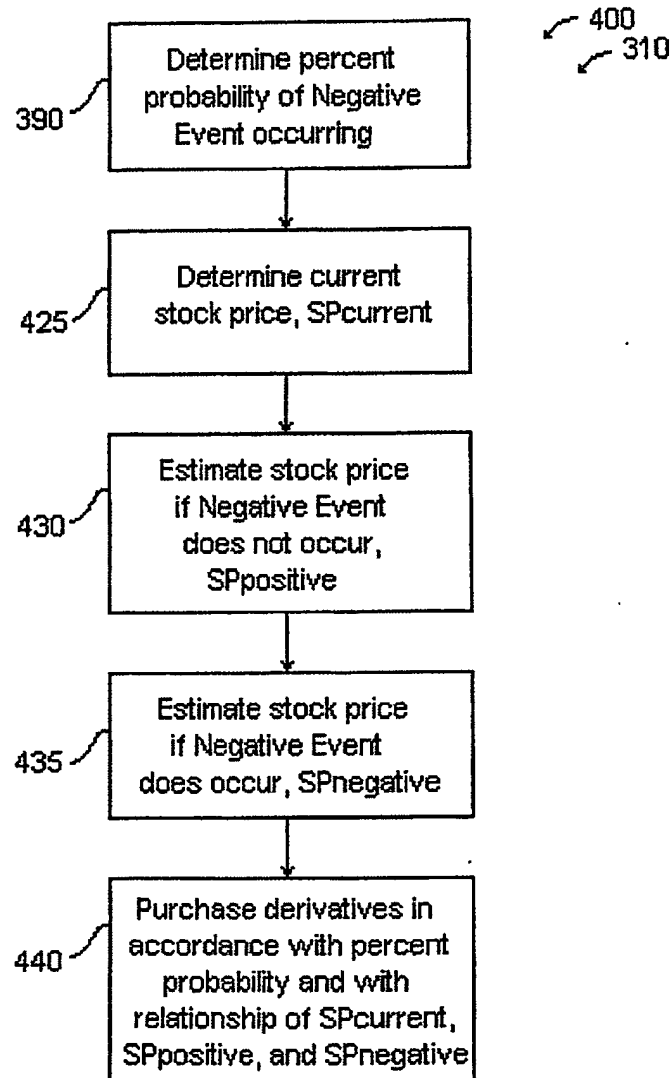 400
310
Determine percent
probability of Negative
Event occurring
390
Determine current
stock price, SPcurrent
425
Estimate stock price
if Negative Event
does not occur,
SPpositive
430
Estimate stock price
if Negative Event
does occur, SPnegative
435
Purchase derivatives in
accordance with percent
probability and with
relationship of SPcurrent,
SPpositive, and SPnegative
440